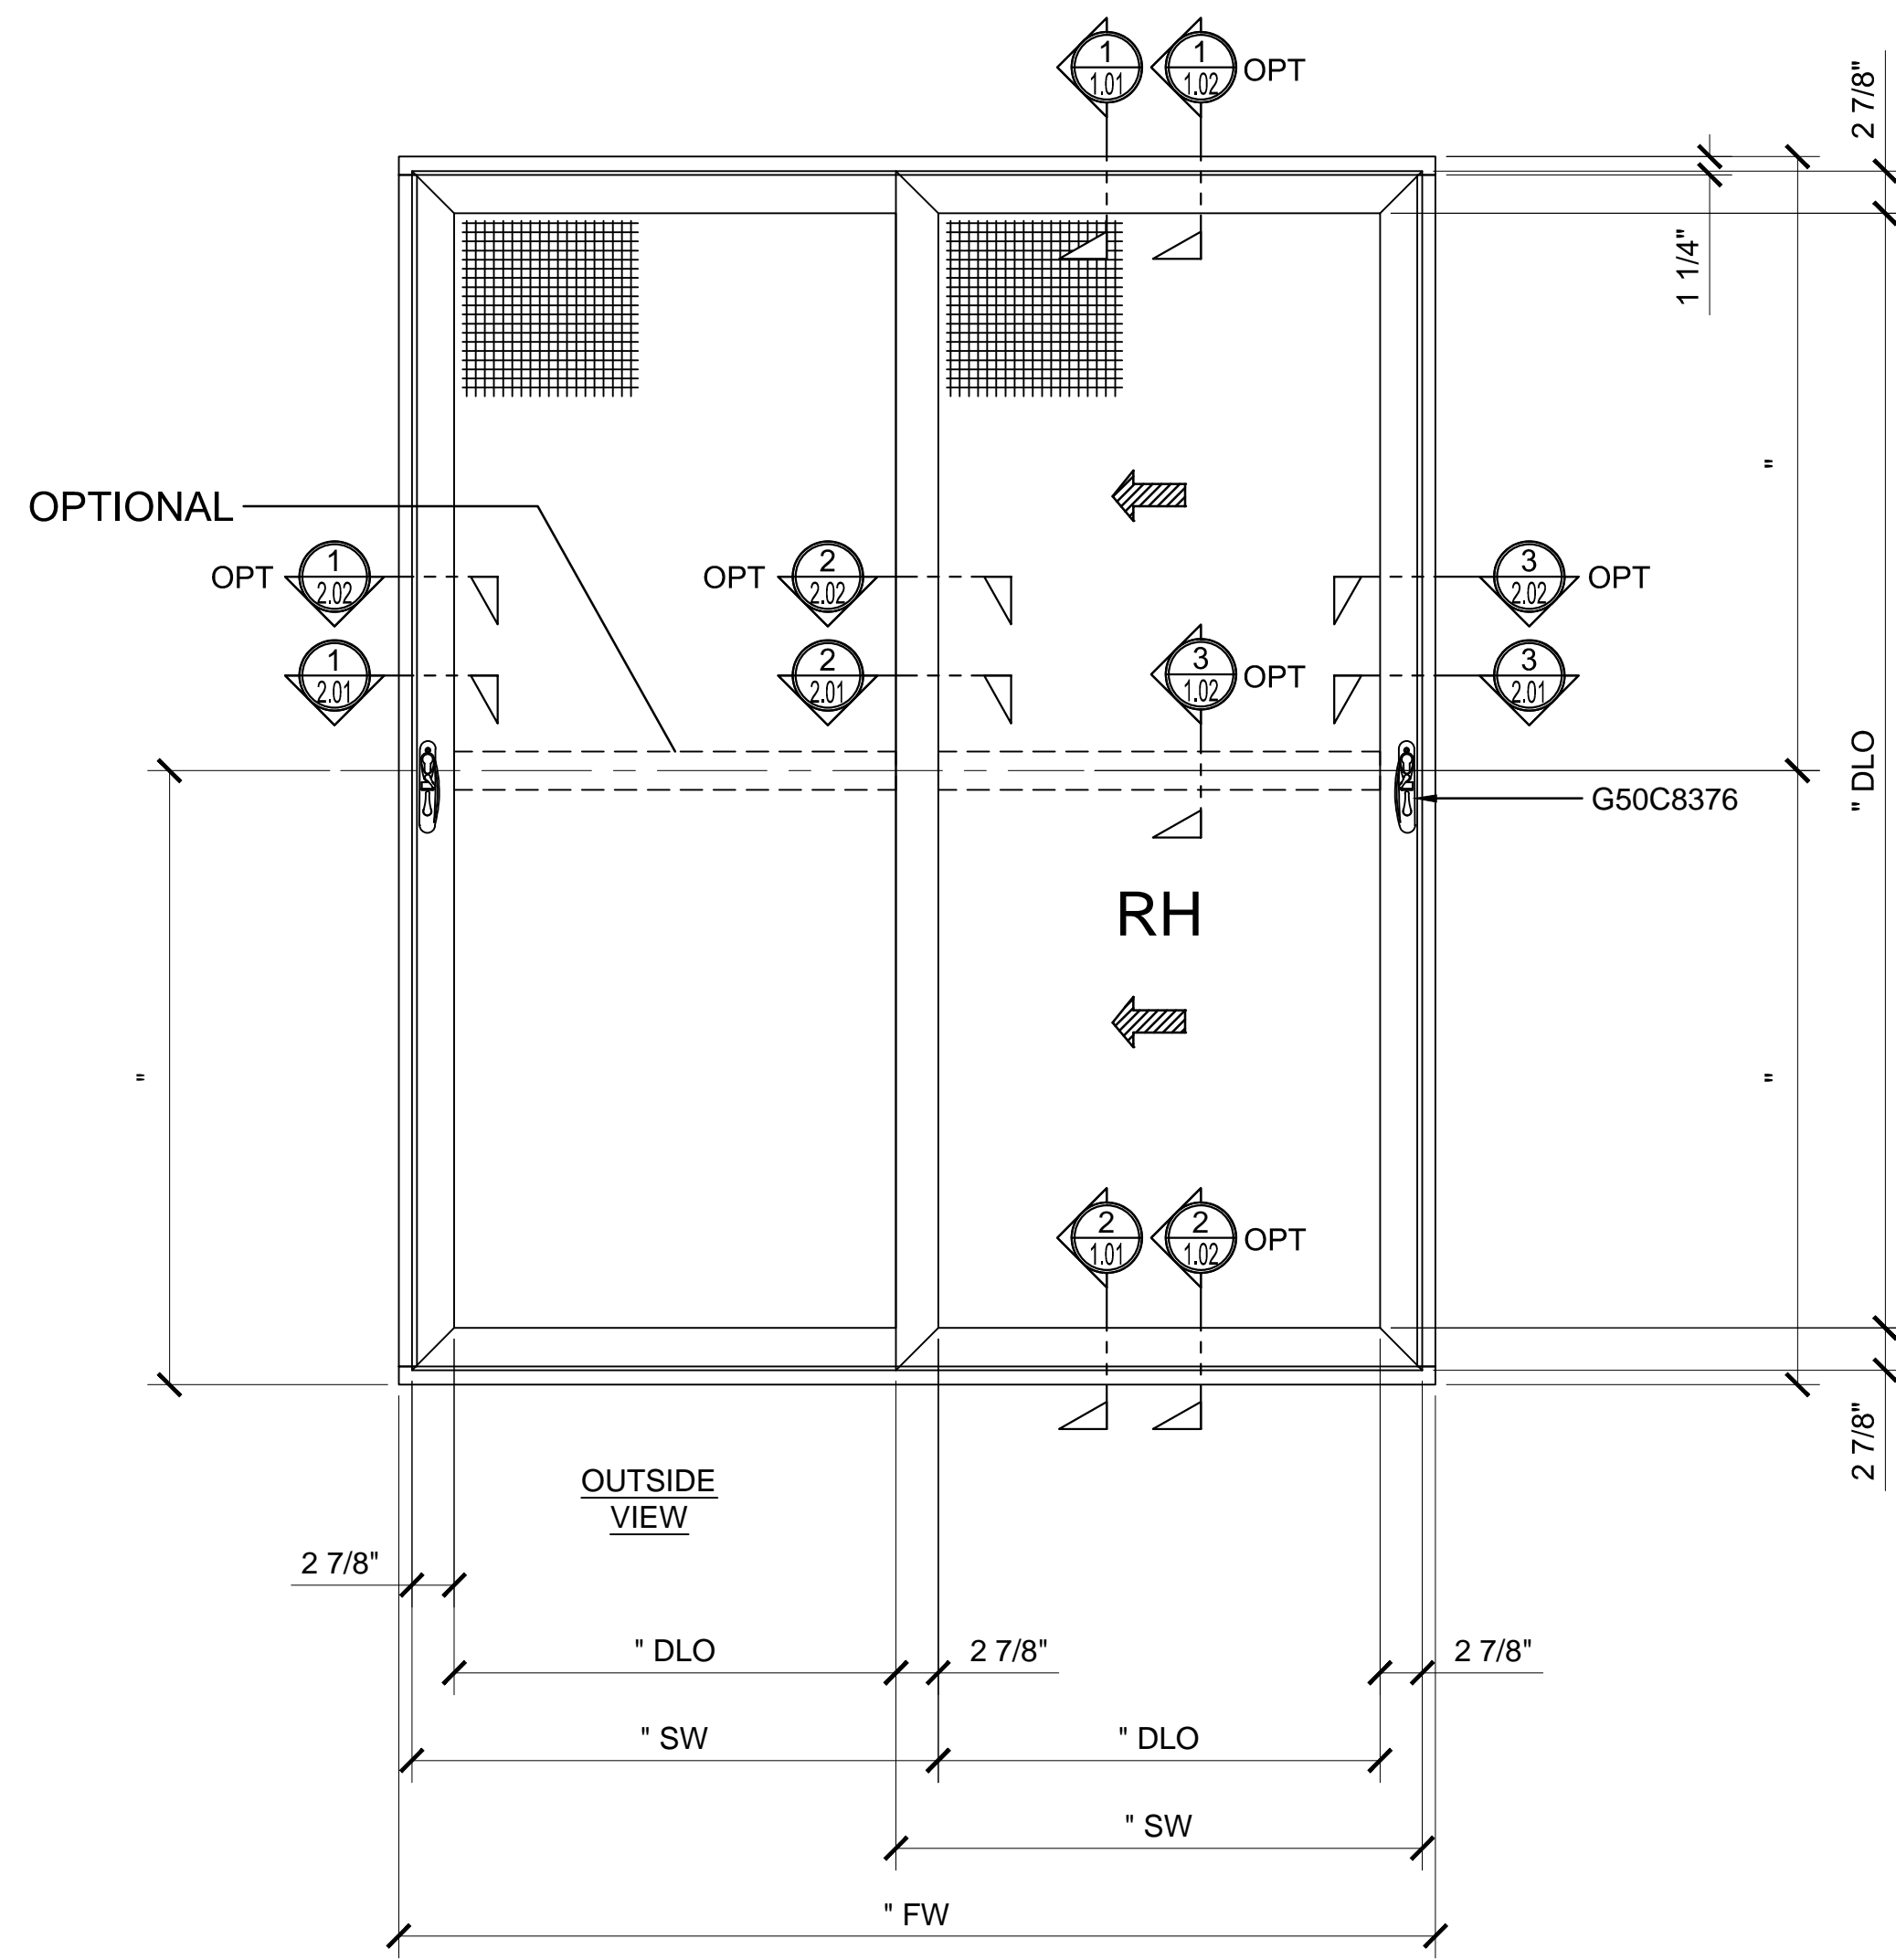 1
1.01
1
1.02
OPT
2 7/8"
1 1/4"
"
OPTIONAL
OPT
1
2.02
OPT
2
2.02
3
2.02
OPT
1
2.01
2
2.01
3
1.02
OPT
3
2.01
" DLO
G50C8376
RH
"
"
2
1.01
2
1.02
OPT
2 7/8"
OUTSIDE
VIEW
2 7/8"
" DLO
2 7/8"
2 7/8"
" SW
" DLO
" SW
" FW